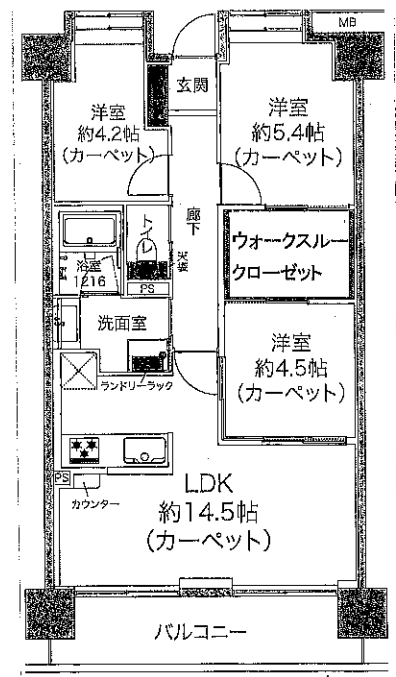 MB
玄関
洋室
約4.2帖
(カーペット)
洋室
約5.4帖
(カーペット)
トイレ
廊下
浴室
1216
PS
ウォークスルー
クローゼット
洗面室
ランドリーラック
洋室
約4.5帖
(カーペット)
PS
カウンター
LDK
約14.5帖
(カーペット)
バルコニー